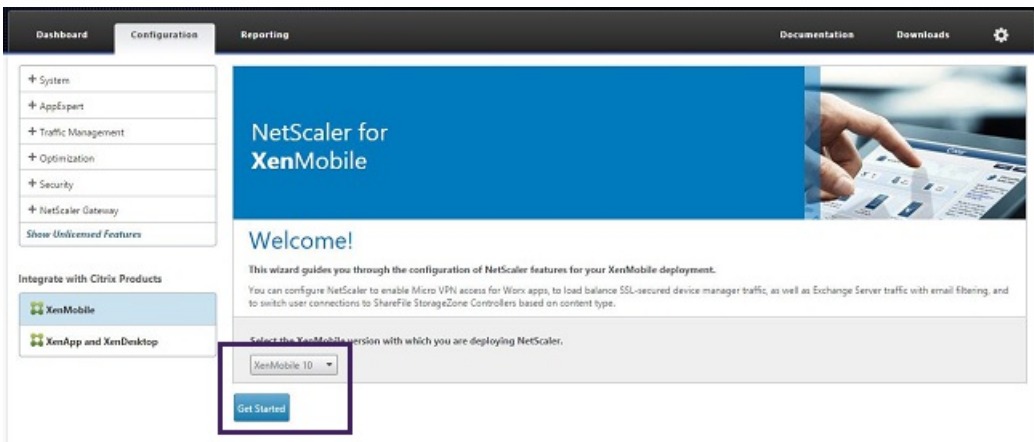 Dashboard
Configuration
Reporting
Documentation
Downloads
+ System
+ AppExpert
+ Traffic Management
+ Optimization
+ Security
+ NetScaler Gateway
Show Unlicensed Features
Integrate with Citrix Products
XenMobile
XenApp and XenDesktop
NetScaler for
XenMobile
Welcome!
This wizard guides you through the configuration of NetScaler features for your XenMobile deployment.
You can configure NetScaler to enable Micro VPN access for Worx apps, to load balance SSL-secured device manager traffic, as well as Exchange Server traffic with email filtering, and
to switch user connections to ShareFile StorageZone Controllers based on content type.
Select the XenMobile version with which you are deploying NetScaler.
XenMobile 10
Get Started